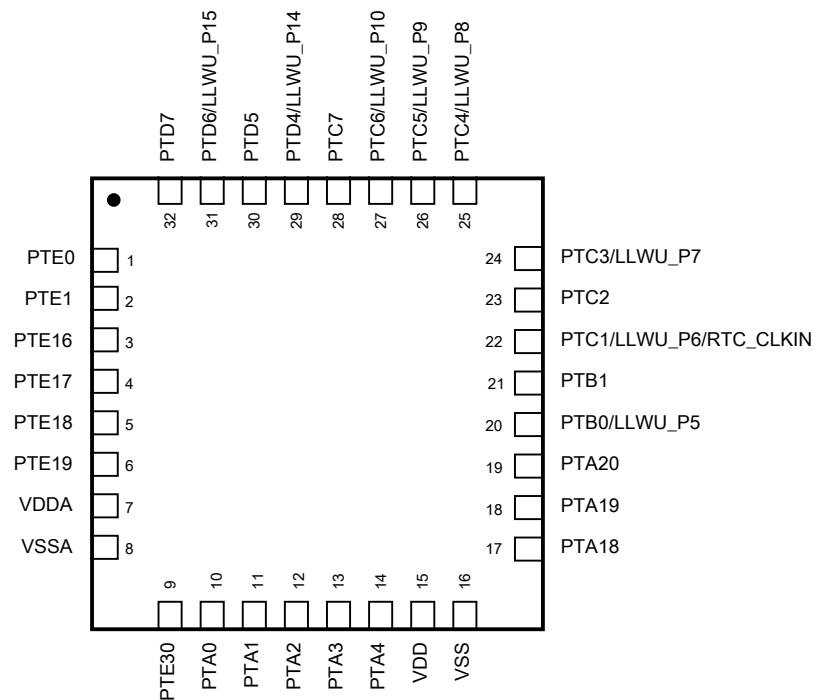 PTD7
PTD6/LLWU_P15
PTD5
PTD4/LLWU_P14
PTC7
PTC6/LLWU_P10
PTC5/LLWU_P9
PTC4/LLWU_P8
32 31 30 29 28 27 26 25
PTE0 1
PTE1 2
PTE16 3
PTE17 4
PTE18 5
PTE19 6
VDDA 7
VSSA 8
24 PTC3/LLWU_P7
23 PTC2
22 PTC1/LLWU_P6/RTC_CLKIN
21 PTB1
20 PTB0/LLWU_P5
19 PTA20
18 PTA19
17 PTA18
9 10 11 12 13 14 15 16
PTE30
PTA0
PTA1
PTA2
PTA3
PTA4
VDD
VSS